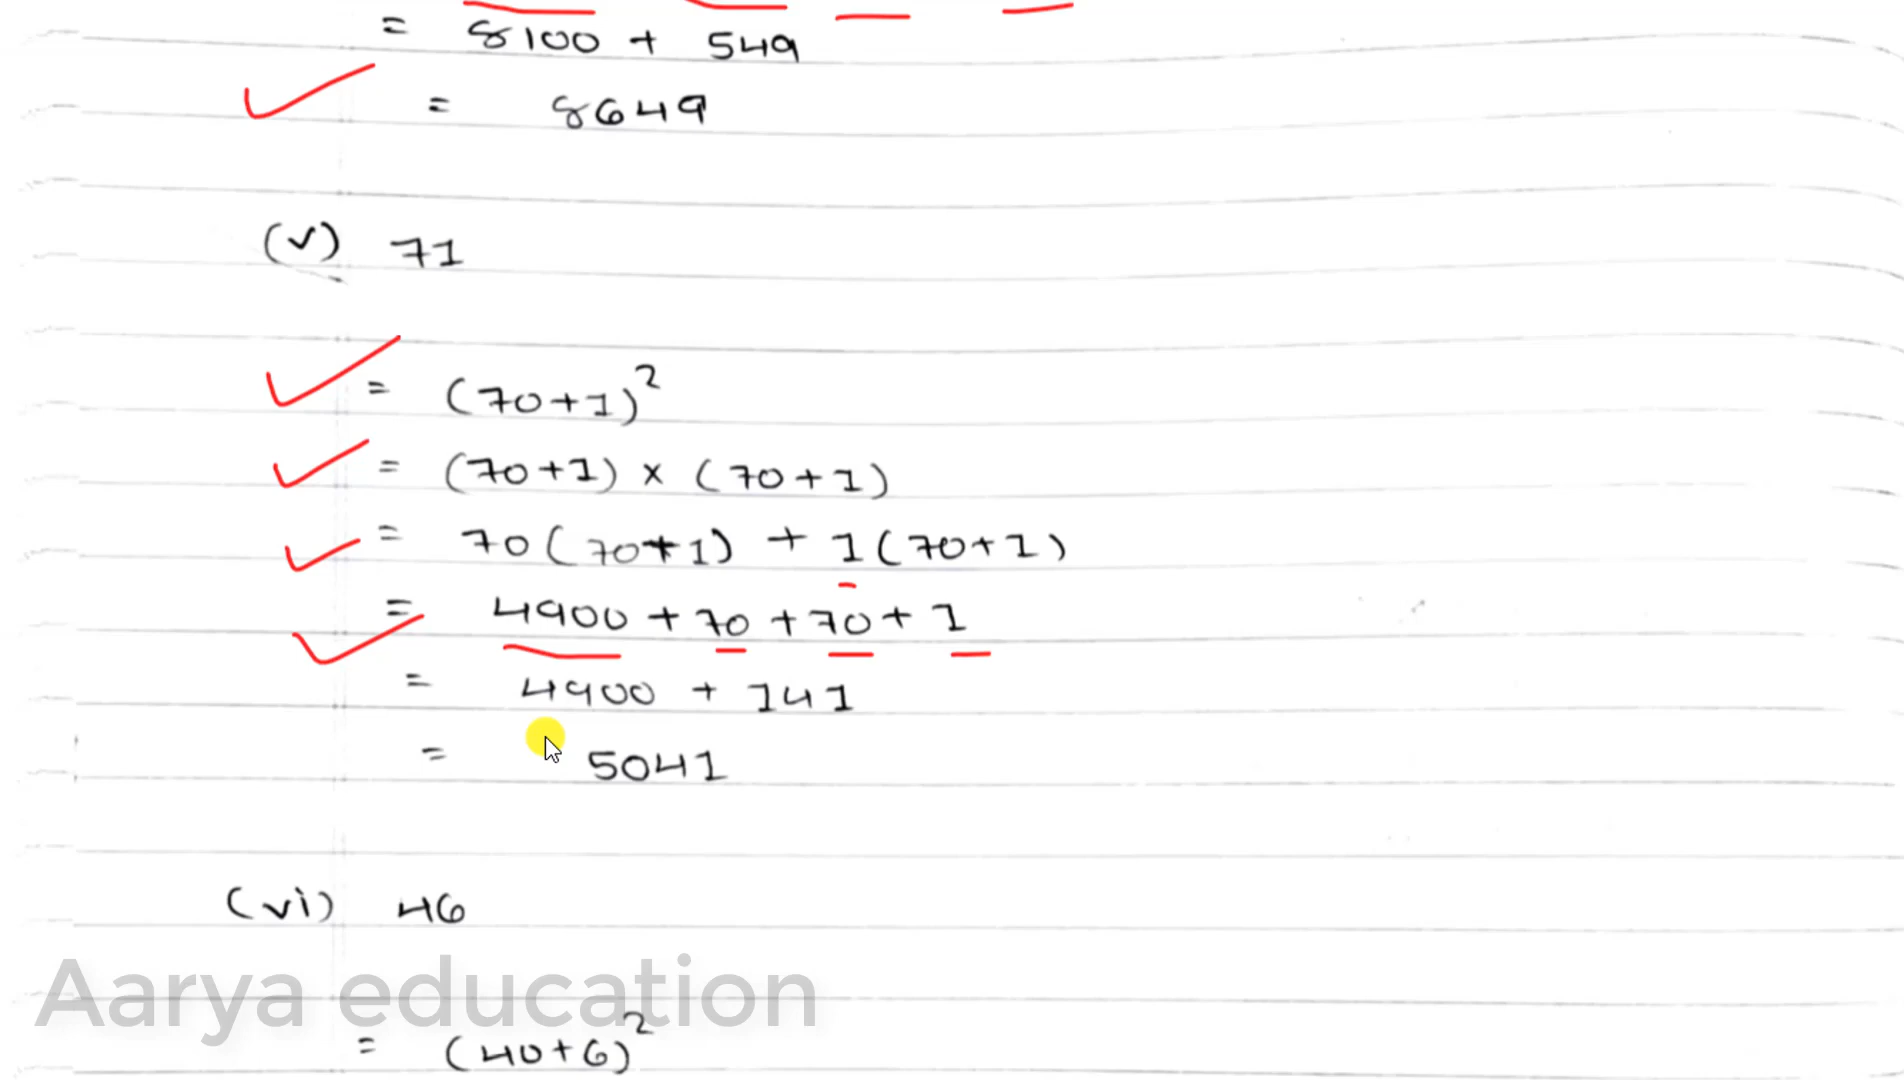 = 8100 + 549
= 8649
(v) 71
= (70+1)²
= (70+1) × (70+1)
= 70(70+1) + 1(70+1)
= 4900 + 70 + 70 + 1
= 4900 + 141
= 5041
(vi) 46
Aarya education
= (40+6)²